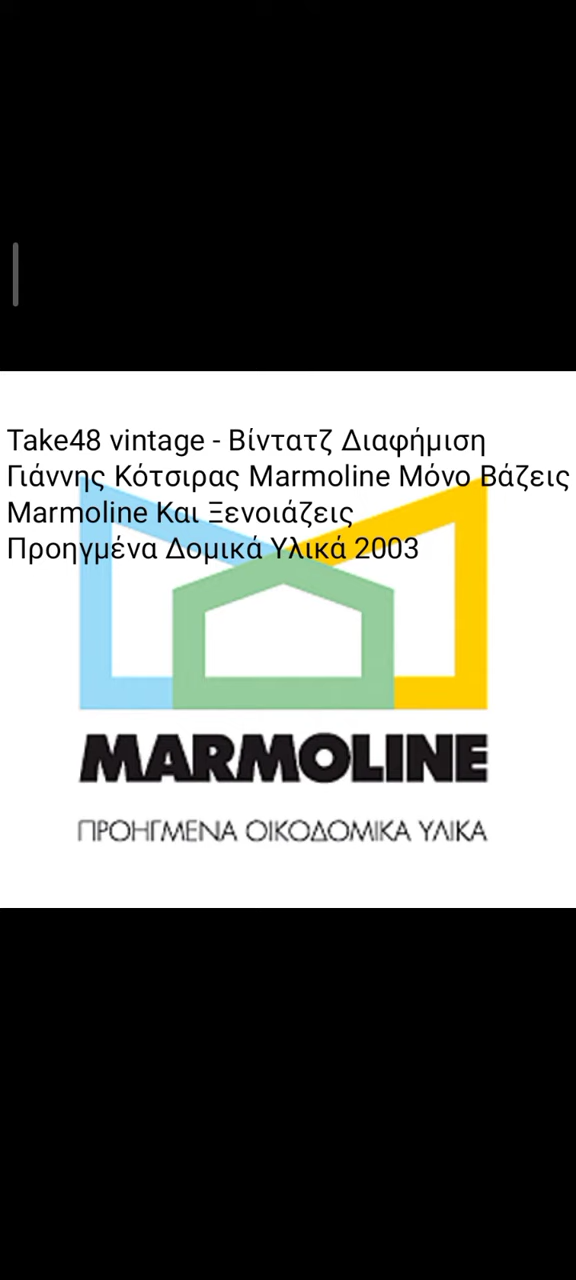 Take48 vintage - Βίντατζ Διαφήμιση
Γιάννης Κότσιρας Marmoline Μόνο Βάζεις
Marmoline Και Ξενοιάζεις
Προηγμένα Δομικά Υλικά 2003
MARMOLINE
ΠΡΟΗΓΜΕΝΑ ΟΙΚΟΔΟΜΙΚΑ ΥΛΙΚΑ